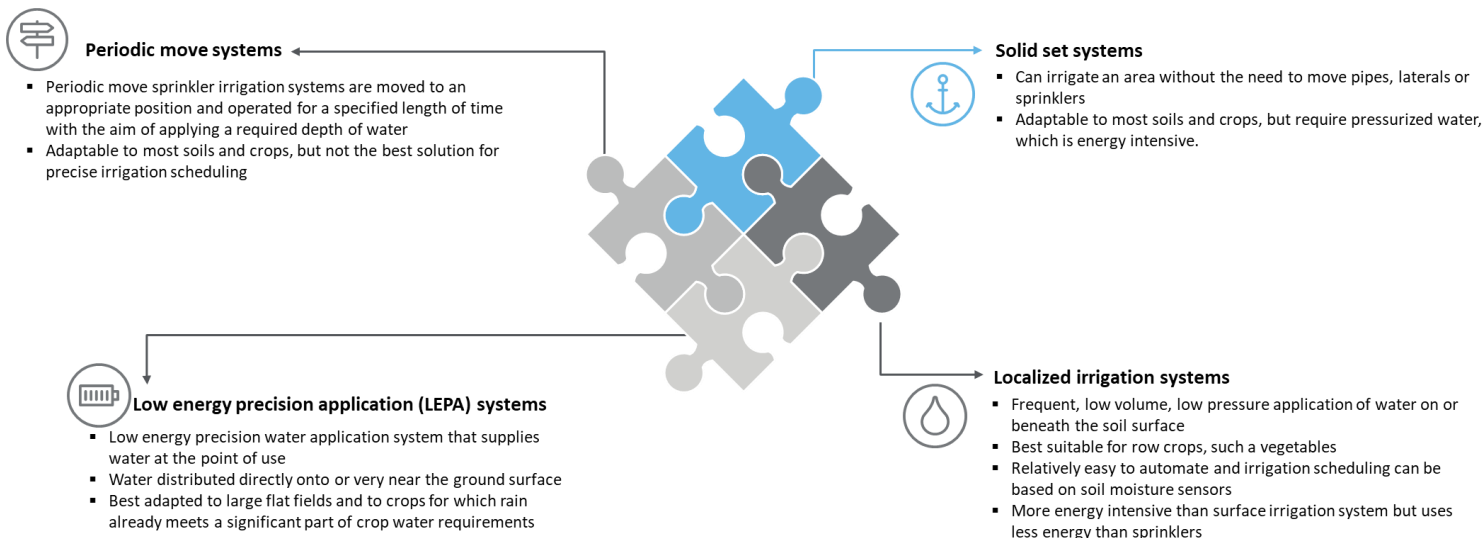 Periodic move systems
▪ Periodic move sprinkler irrigation systems are moved to an
appropriate position and operated for a specified length of time
with the aim of applying a required depth of water
▪ Adaptable to most soils and crops, but not the best solution for
precise irrigation scheduling
Solid set systems
▪ Can irrigate an area without the need to move pipes, laterals or
sprinklers
▪ Adaptable to most soils and crops, but require pressurized water,
which is energy intensive.
Low energy precision application (LEPA) systems
▪ Low energy precision water application system that supplies
water at the point of use
▪ Water distributed directly onto or very near the ground surface
▪ Best adapted to large flat fields and to crops for which rain
already meets a significant part of crop water requirements
Localized irrigation systems
▪ Frequent, low volume, low pressure application of water on or
beneath the soil surface
▪ Best suitable for row crops, such a vegetables
▪ Relatively easy to automate and irrigation scheduling can be
based on soil moisture sensors
▪ More energy intensive than surface irrigation system but uses
less energy than sprinklers